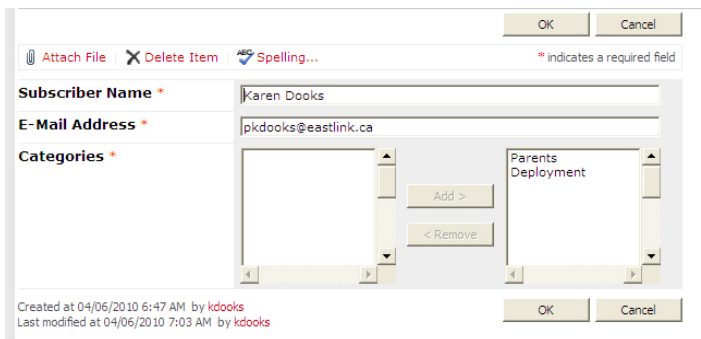 OK Cancel
Attach File Delete Item Spelling... * indicates a required field
Subscriber Name * Karen Dooks
E-Mail Address * pkdooks@eastlink.ca
Categories * Parents
Deployment
Add >
< Remove
Created at 04/06/2010 6:47 AM by kdooks OK Cancel
Last modified at 04/06/2010 7:03 AM by kdooks